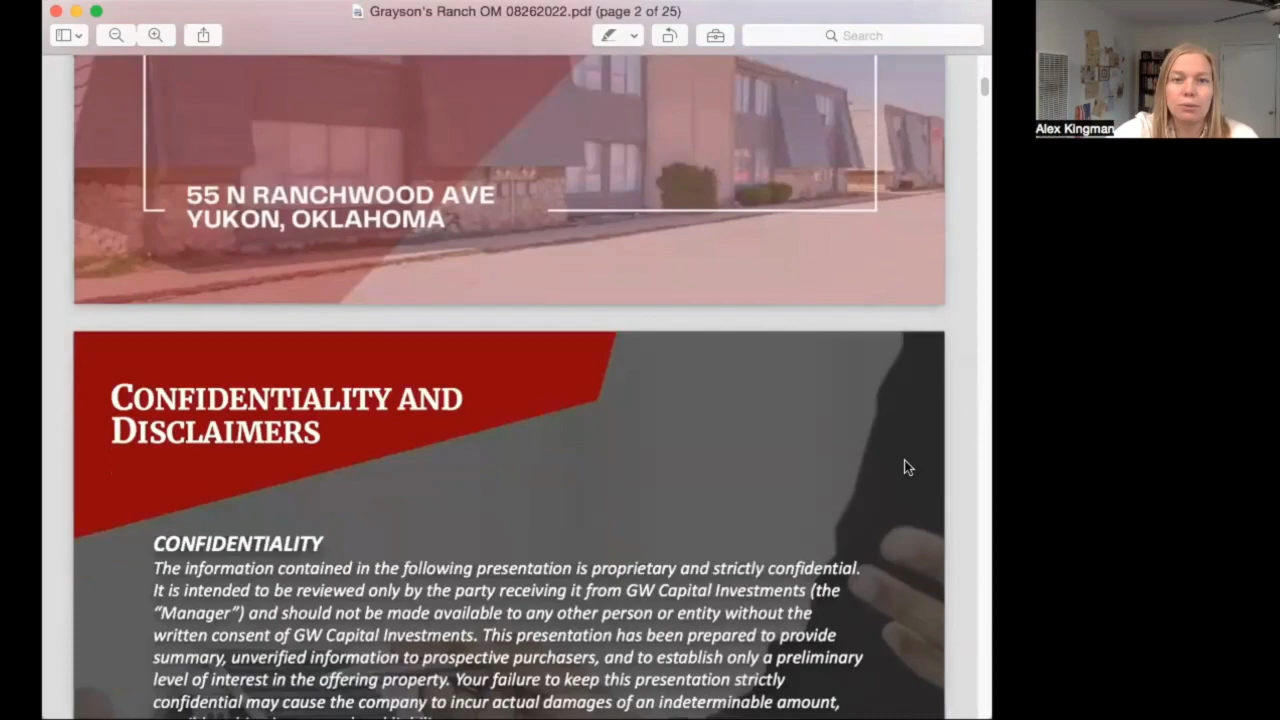 Grayson's Ranch OM 08262022.pdf (page 2 of 25)
Search
Alex Kingman
55 N RANCHWOOD AVE
YUKON, OKLAHOMA
CONFIDENTIALITY AND
DISCLAIMERS
CONFIDENTIALITY
The information contained in the following presentation is proprietary and strictly confidential.
It is intended to be reviewed only by the party receiving it from GW Capital Investments (the
“Manager”) and should not be made available to any other person or entity without the
written consent of GW Capital Investments. This presentation has been prepared to provide
summary, unverified information to prospective purchasers, and to establish only a preliminary
level of interest in the offering property. Your failure to keep this presentation strictly
confidential may cause the company to incur actual damages of an indeterminable amount,